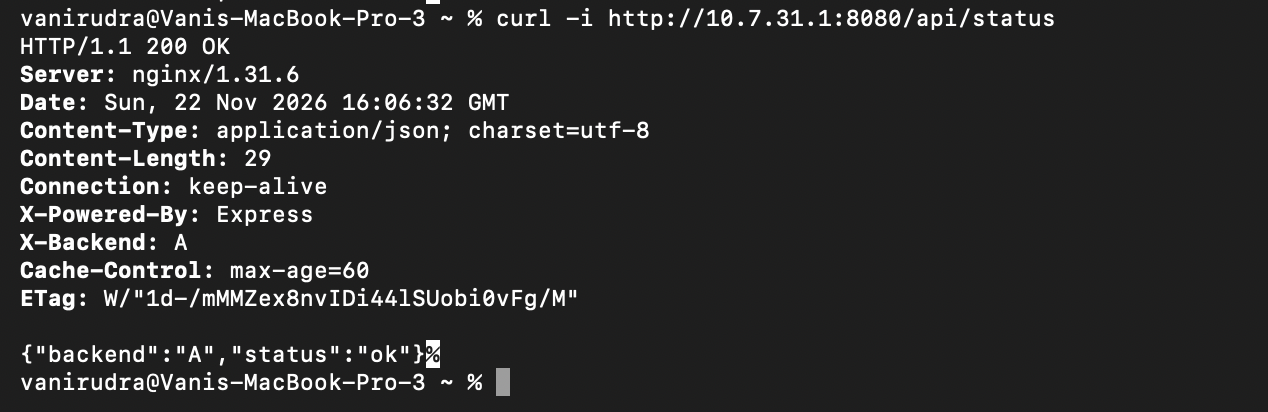 vanirudra@Vanis-MacBook-Pro-3 ~ % curl -i http://10.7.31.1:8080/api/status
HTTP/1.1 200 OK
Server: nginx/1.31.6
Date: Sun, 22 Nov 2026 16:06:32 GMT
Content-Type: application/json; charset=utf-8
Content-Length: 29
Connection: keep-alive
X-Powered-By: Express
X-Backend: A
Cache-Control: max-age=60
ETag: W/"1d-/mMMZex8nvIDi44lSUobi0vFg/M"

{"backend":"A","status":"ok"}%
vanirudra@Vanis-MacBook-Pro-3 ~ %